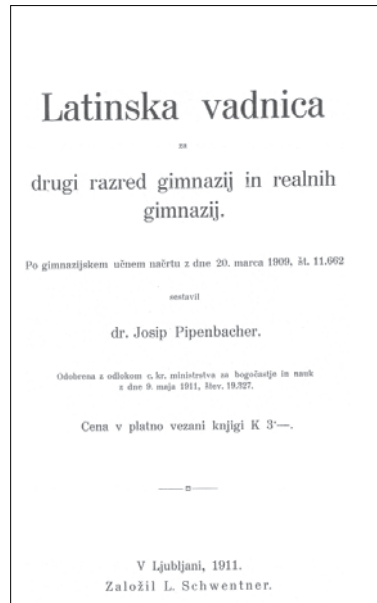 Latinska vadnica
za
drugi razred gimnazij in realnih
gimnazij.
Po gimnazijskem učnem načrtu z dne 20. marca 1909, št. 11.662
sestavil
dr. Josip Pipenbacher.
Odobrena z odlokom c. kr. ministrstva za bogočastje in nauk
z dne 9. maja 1911, štev. 19.327.
Cena v platno vezani knjigi K 3·—.
V Ljubljani, 1911.
Založil L. Schwentner.